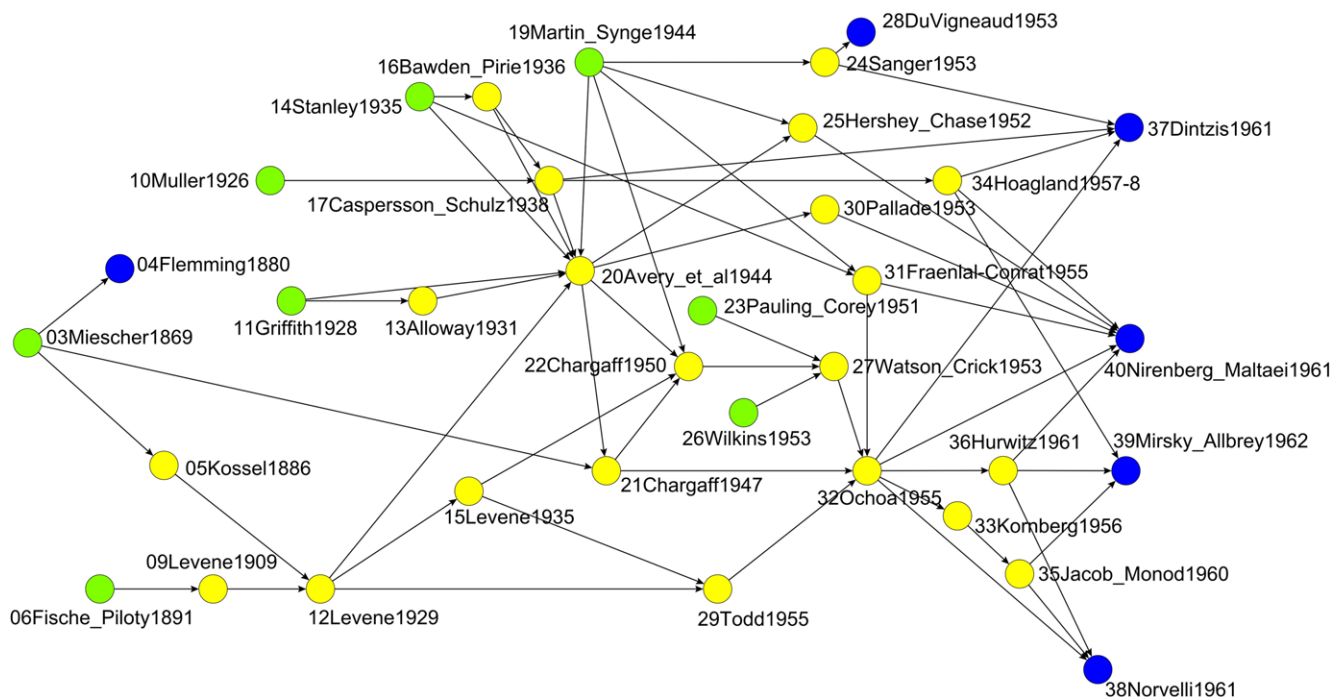 28DuVigneaud1953
19Martin_Synge1944
24Sanger1953
16Bawden_Pirie1936
14Stanley1935
25Hershey_Chase1952
37Dintzis1961
10Muller1926
34Hoagland1957-8
17Caspersson_Schulz1938
30Pallade1953
04Flemming1880
20Avery_et_al1944
31Fraenlal-Conrat1955
23Pauling_Corey1951
11Griffith1928
13Alloway1931
03Miescher1869
22Chargaff1950
27Watson_Crick1953
40Nirenberg_Maltaei1961
26Wilkins1953
36Hurwitz1961
39Mirsky_Allbrey1962
05Kossel1886
21Chargaff1947
32Ochoa1955
15Levene1935
33Kornberg1956
09Levene1909
35Jacob_Monod1960
06Fische_Piloty1891
12Levene1929
29Todd1955
38Norvelli1961